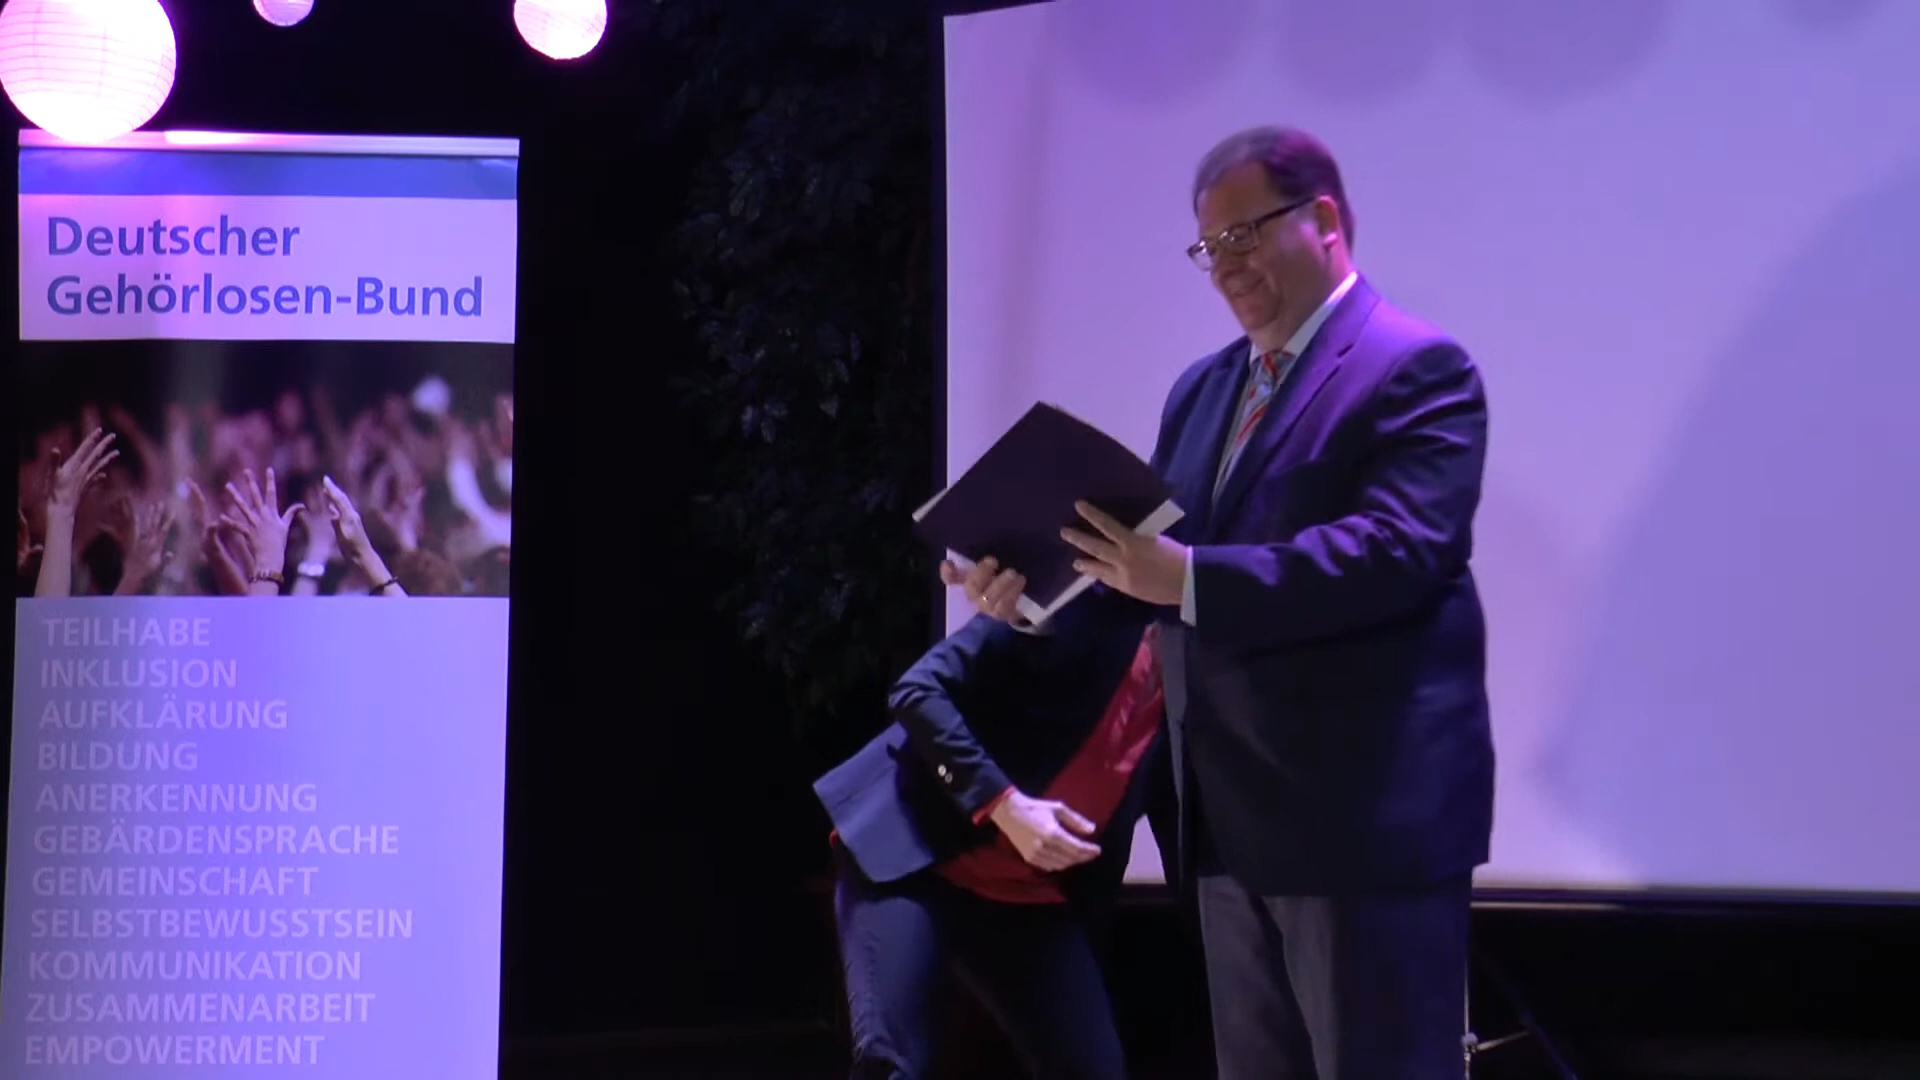 Deutscher
Gehörlosen-Bund
TEILHABE
INKLUSION
AUFKLÄRUNG
BILDUNG
ANERKENNUNG
GEBÄRDENSPRACHE
GEMEINSCHAFT
SELBSTBEWUSSTSEIN
KOMMUNIKATION
ZUSAMMENARBEIT
EMPOWERMENT